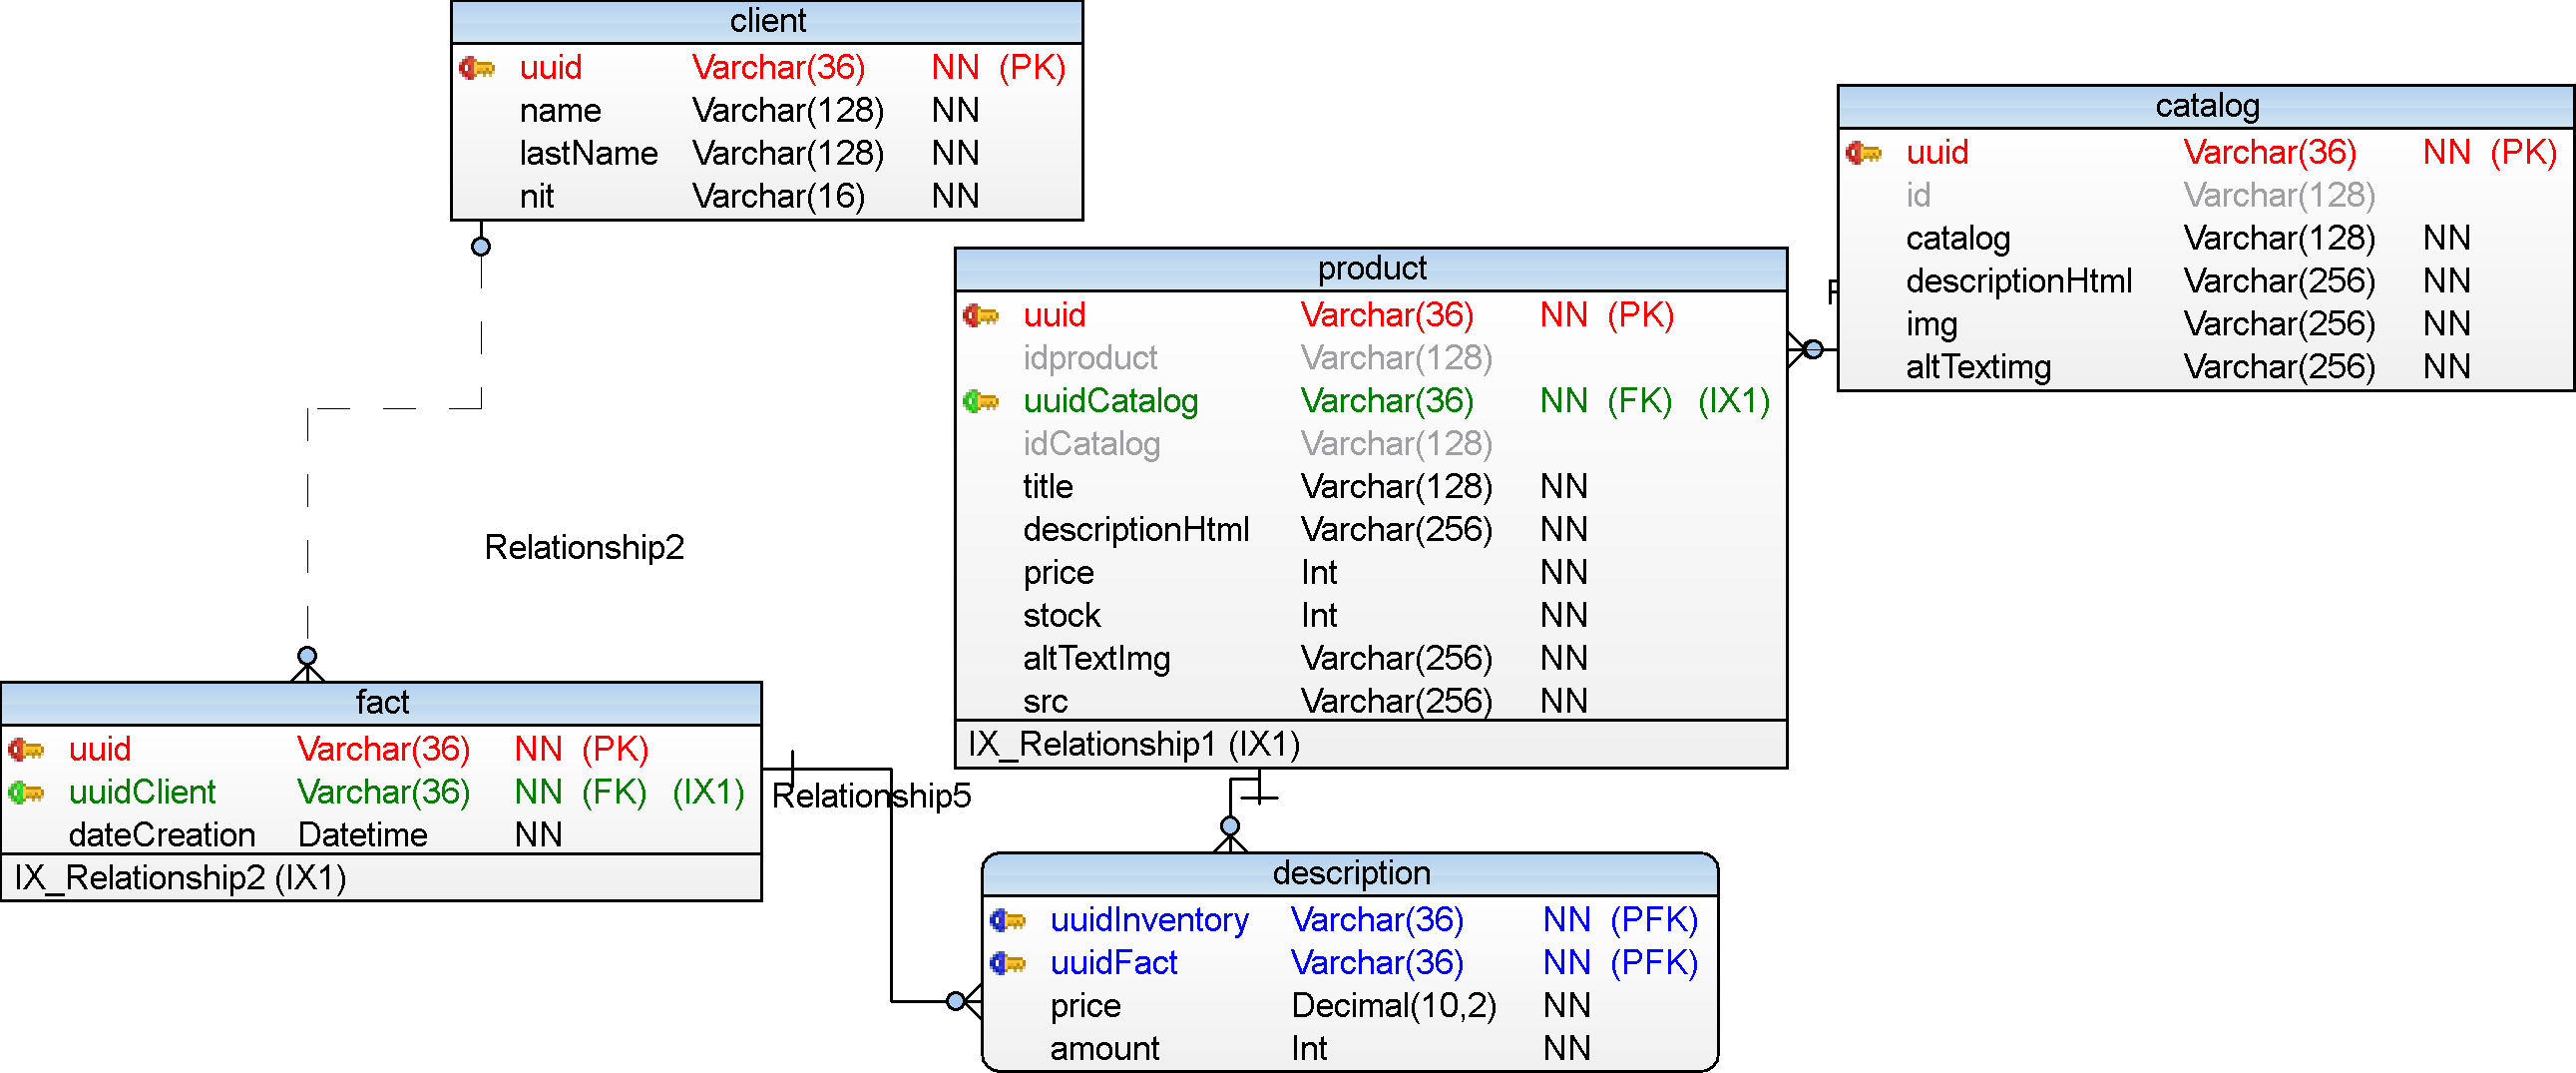 client
uuid Varchar(36) NN (PK)
name Varchar(128) NN
lastName Varchar(128) NN
nit Varchar(16) NN
catalog
uuid Varchar(36) NN (PK)
id Varchar(128)
catalog Varchar(128) NN
descriptionHtml Varchar(256) NN
img Varchar(256) NN
altTextimg Varchar(256) NN
product
uuid Varchar(36) NN (PK)
idproduct Varchar(128)
uuidCatalog Varchar(36) NN (FK) (IX1)
idCatalog Varchar(128)
title Varchar(128) NN
descriptionHtml Varchar(256) NN
price Int NN
stock Int NN
altTextImg Varchar(256) NN
src Varchar(256) NN
IX_Relationship1 (IX1)
Relationship2
fact
uuid Varchar(36) NN (PK)
uuidClient Varchar(36) NN (FK) (IX1)
dateCreation Datetime NN
IX_Relationship2 (IX1)
Relationship5
description
uuidInventory Varchar(36) NN (PFK)
uuidFact Varchar(36) NN (PFK)
price Decimal(10,2) NN
amount Int NN